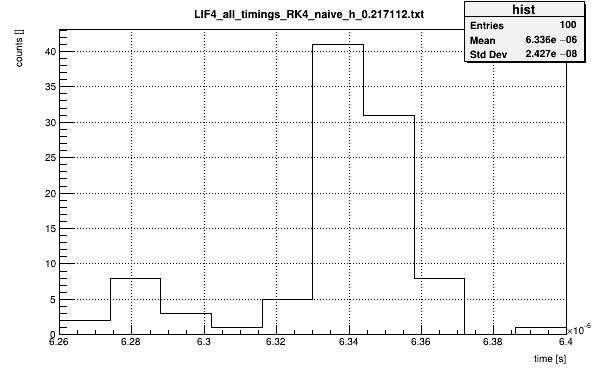 LIF4_all_timings_RK4_naive_h_0.217112.txt
hist
Entries 100
Mean 6.336e −06
Std Dev 2.427e −08
counts []
40
35
30
25
20
15
10
5
0
6.26 6.28 6.3 6.32 6.34 6.36 6.38 6.4
×10⁻⁶
time [s]